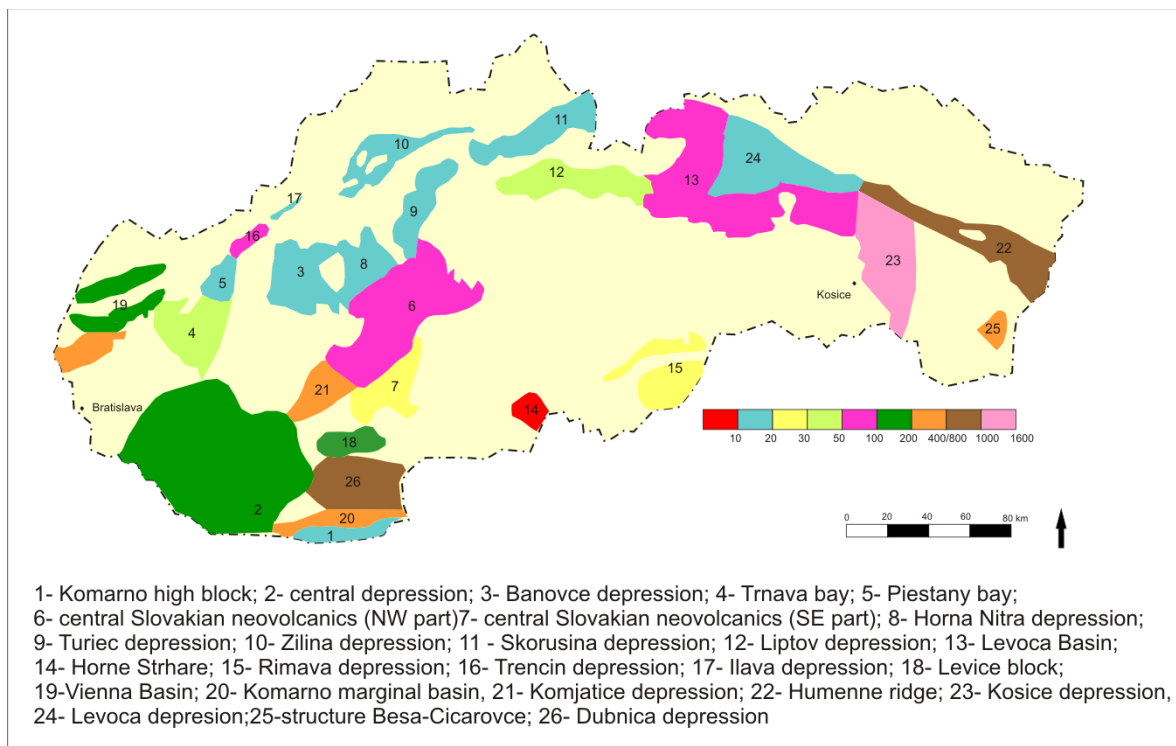 11
10
24
12
13
17
9
16
22
3
8
5
23
6
Kosice
19
4
25
15
21
7
Bratislava
14
10 20 30 50 100 200 400/800 1000 1600
18
26
2
20
1
0 20 40 60 80 km
1- Komarno high block; 2- central depression; 3- Banovce depression; 4- Trnava bay; 5- Piestany bay;
6- central Slovakian neovolcanics (NW part)7- central Slovakian neovolcanics (SE part); 8- Horna Nitra depression;
9- Turiec depression; 10- Zilina depression; 11 - Skorusina depression; 12- Liptov depression; 13- Levoca Basin;
14- Horne Strhare; 15- Rimava depression; 16- Trencin depression; 17- Ilava depression; 18- Levice block;
19-Vienna Basin; 20- Komarno marginal basin, 21- Komjatice depression; 22- Humenne ridge; 23- Kosice depression,
24- Levoca depresion;25-structure Besa-Cicarovce; 26- Dubnica depression